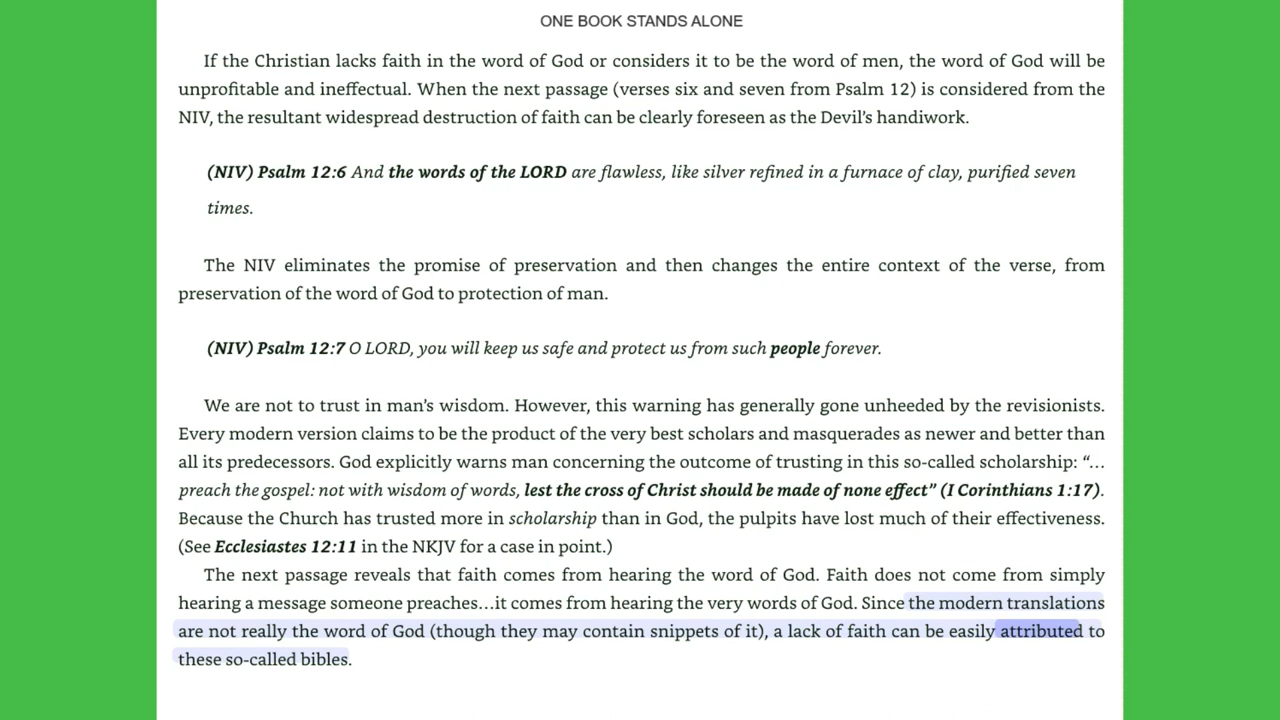 ONE BOOK STANDS ALONE
If the Christian lacks faith in the word of God or considers it to be the word of men, the word of God will be
unprofitable and ineffectual. When the next passage (verses six and seven from Psalm 12) is considered from the
NIV, the resultant widespread destruction of faith can be clearly foreseen as the Devil’s handiwork.
(NIV) Psalm 12:6 And the words of the LORD are flawless, like silver refined in a furnace of clay, purified seven
times.
The NIV eliminates the promise of preservation and then changes the entire context of the verse, from
preservation of the word of God to protection of man.
(NIV) Psalm 12:7 O LORD, you will keep us safe and protect us from such people forever.
We are not to trust in man’s wisdom. However, this warning has generally gone unheeded by the revisionists.
Every modern version claims to be the product of the very best scholars and masquerades as newer and better than
all its predecessors. God explicitly warns man concerning the outcome of trusting in this so-called scholarship: “…
preach the gospel: not with wisdom of words, lest the cross of Christ should be made of none effect” (I Corinthians 1:17).
Because the Church has trusted more in scholarship than in God, the pulpits have lost much of their effectiveness.
(See Ecclesiastes 12:11 in the NKJV for a case in point.)
The next passage reveals that faith comes from hearing the word of God. Faith does not come from simply
hearing a message someone preaches…it comes from hearing the very words of God. Since the modern translations
are not really the word of God (though they may contain snippets of it), a lack of faith can be easily attributed to
these so-called bibles.